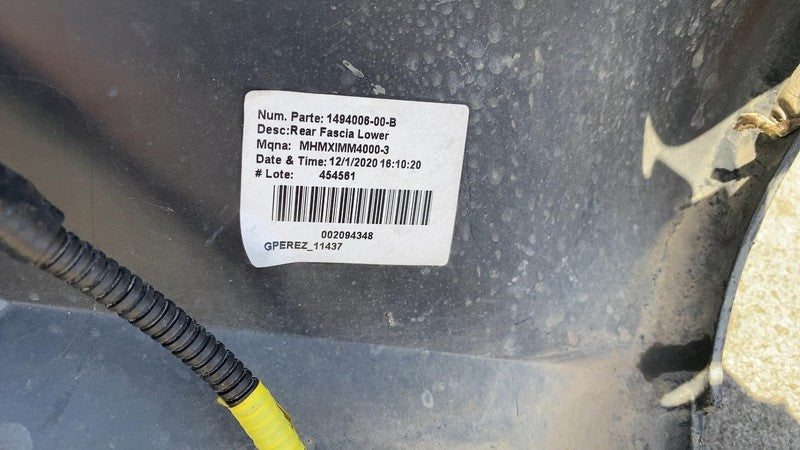 Num. Parte: 1494006-00-B
Desc:Rear Fascia Lower
Mqna: MHMXIMM4000-3
Date & Time: 12/1/2020 16:10:20
# Lote: 454561
002094348
GPEREZ_11437